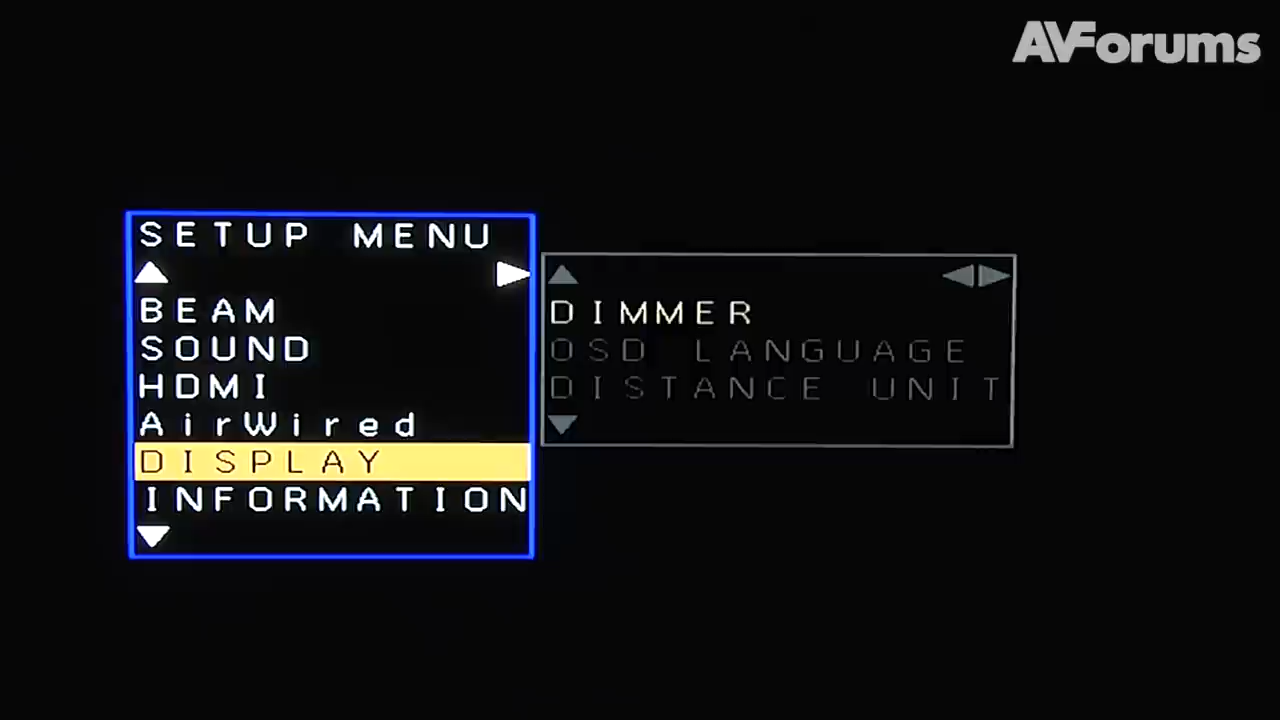 AVForums
SETUP MENU
BEAM
SOUND
HDMI
AirWired
DISPLAY
INFORMATION
DIMMER
OSD LANGUAGE
DISTANCE UNIT